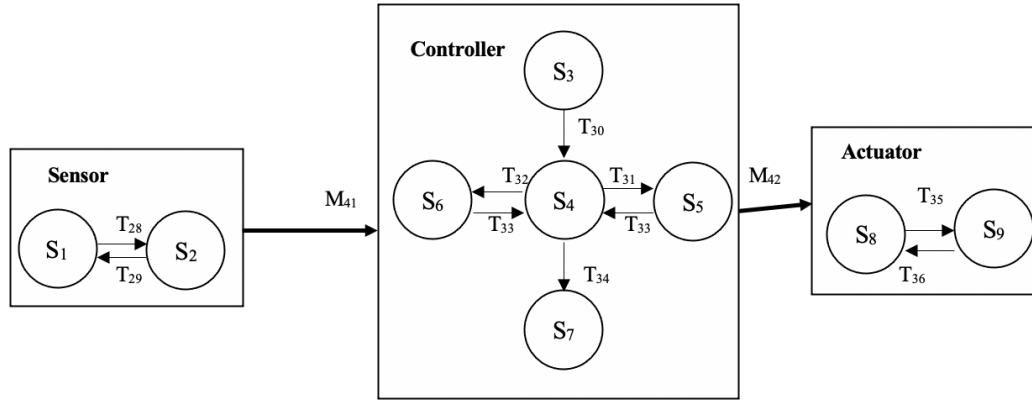 Controller
S₃
T₃₀
Sensor
S₁
T₂₈
T₂₉
S₂
M₄₁
S₆
T₃₂
T₃₃
S₄
T₃₁
T₃₃
S₅
T₃₄
S₇
M₄₂
Actuator
S₈
T₃₅
T₃₆
S₉